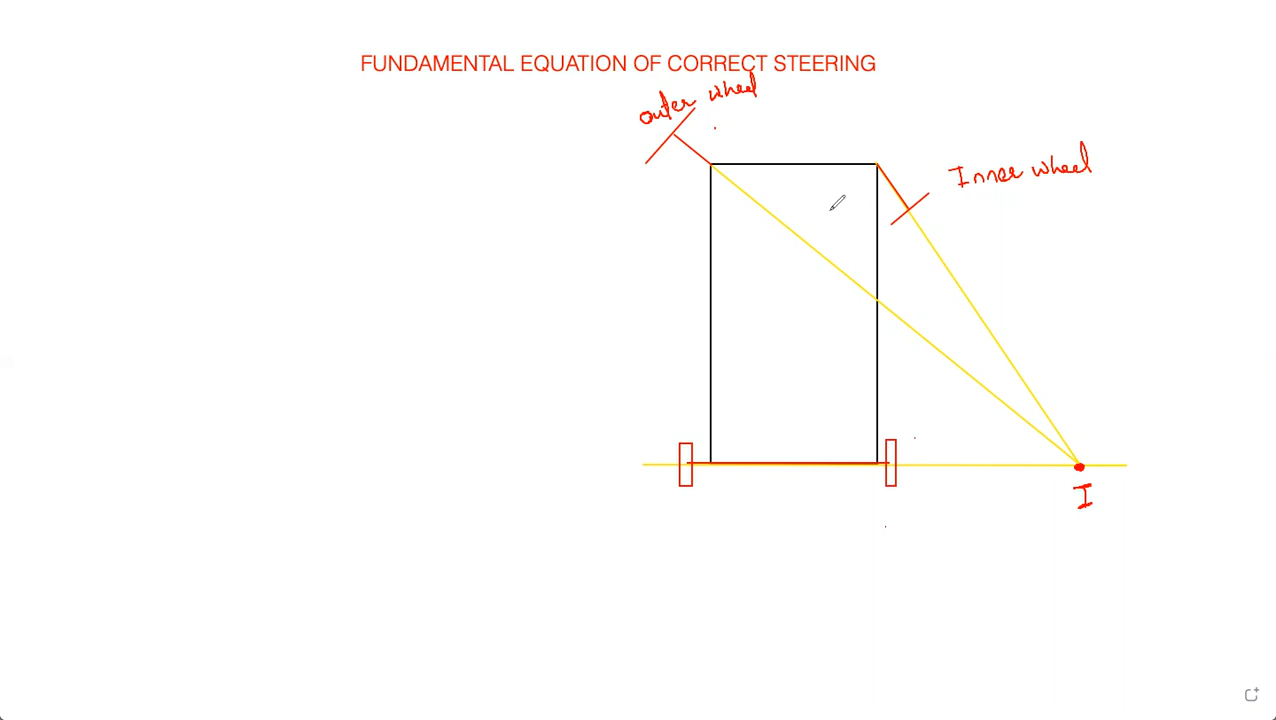 FUNDAMENTAL EQUATION OF CORRECT STEERING
outer wheel
Inner wheel
I